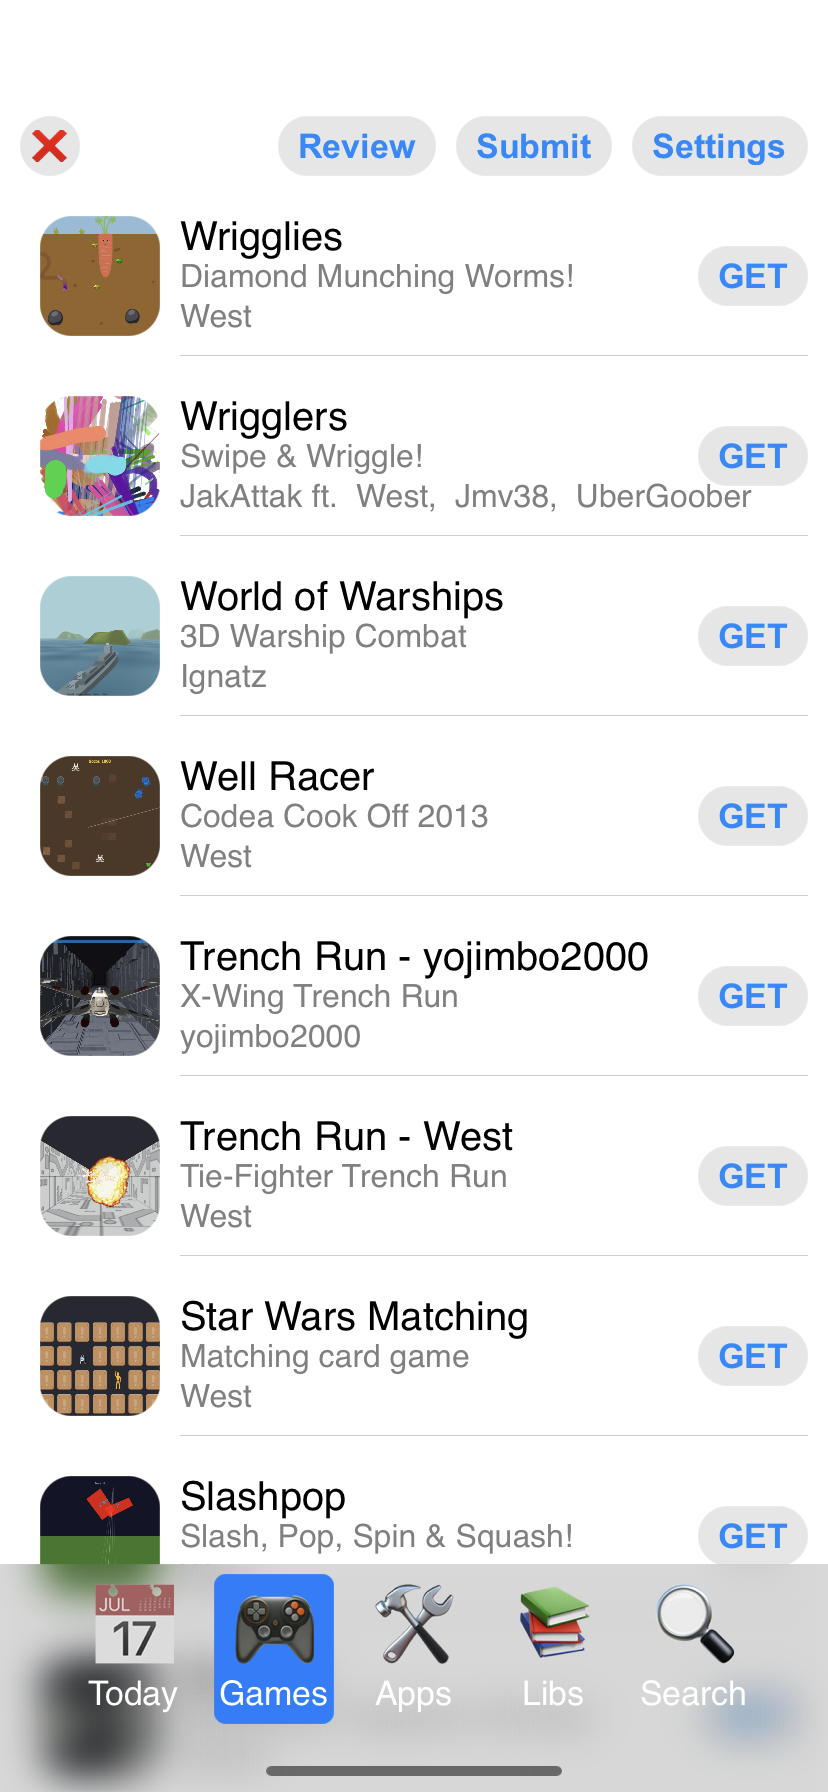 Review Submit Settings
Wrigglies
Diamond Munching Worms!
West
GET
Wrigglers
Swipe & Wriggle!
JakAttak ft.  West,  Jmv38,  UberGoober
GET
World of Warships
3D Warship Combat
Ignatz
GET
Well Racer
Codea Cook Off 2013
West
GET
Trench Run - yojimbo2000
X-Wing Trench Run
yojimbo2000
GET
Trench Run - West
Tie-Fighter Trench Run
West
GET
Star Wars Matching
Matching card game
West
GET
Slashpop
Slash, Pop, Spin & Squash!
GET
JUL
17
Today Games Apps Libs Search